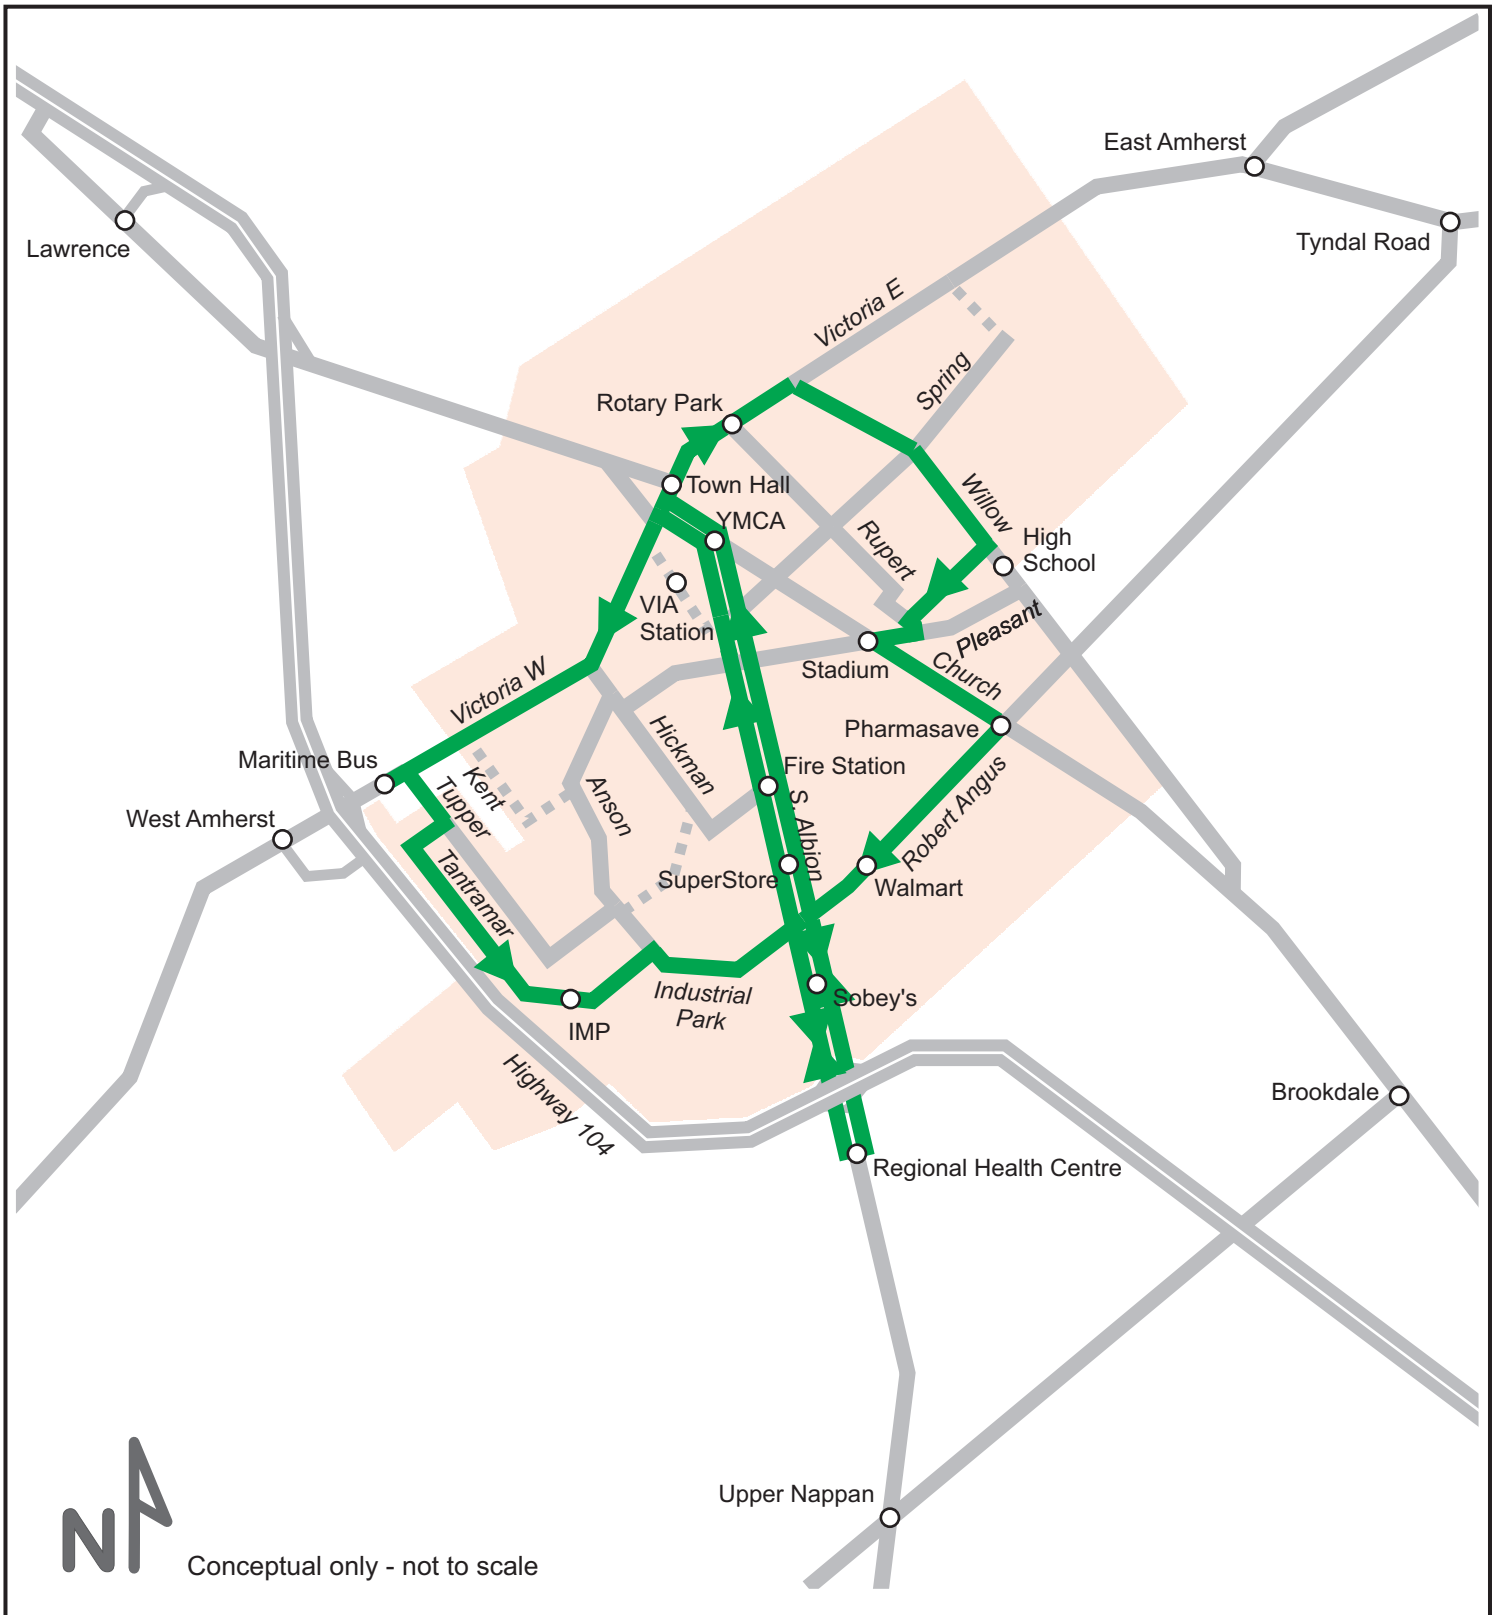 East Amherst
Lawrence
Tyndal Road
Victoria E
Spring
Rotary Park
Town Hall
YMCA
Willow
High
School
Rupert
VIA
Station
Pleasant
Stadium
Church
Victoria W
Hickman
Pharmasave
Maritime Bus
Fire Station
Kent
Tupper
Anson
West Amherst
S. Albion
Robert Angus
SuperStore
Walmart
Tantramar
Industrial
Park
Sobey's
IMP
Highway 104
Brookdale
Regional Health Centre
Upper Nappan
N
Conceptual only - not to scale